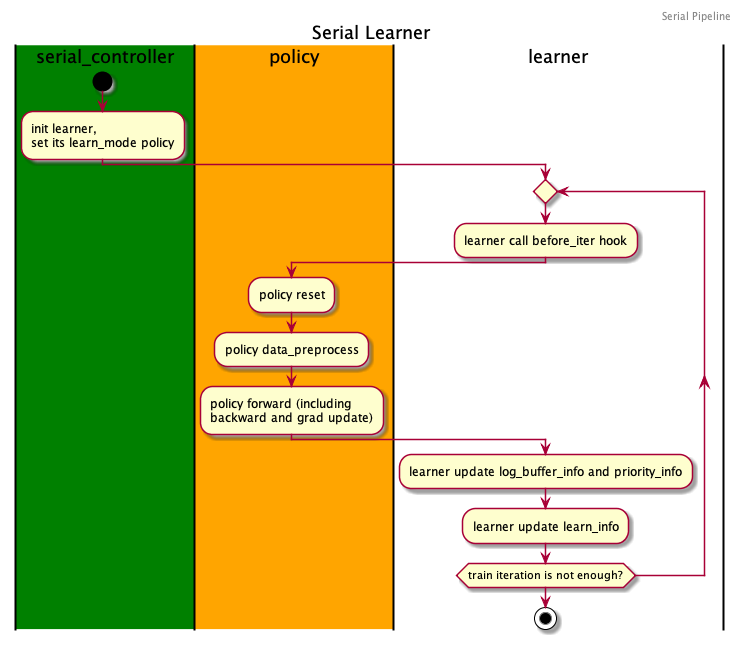 Serial Pipeline
Serial Learner
serial_controller
policy
learner
init learner,
set its learn_mode policy
learner call before_iter hook
policy reset
policy data_preprocess
policy forward (including
backward and grad update)
learner update log_buffer_info and priority_info
learner update learn_info
train iteration is not enough?